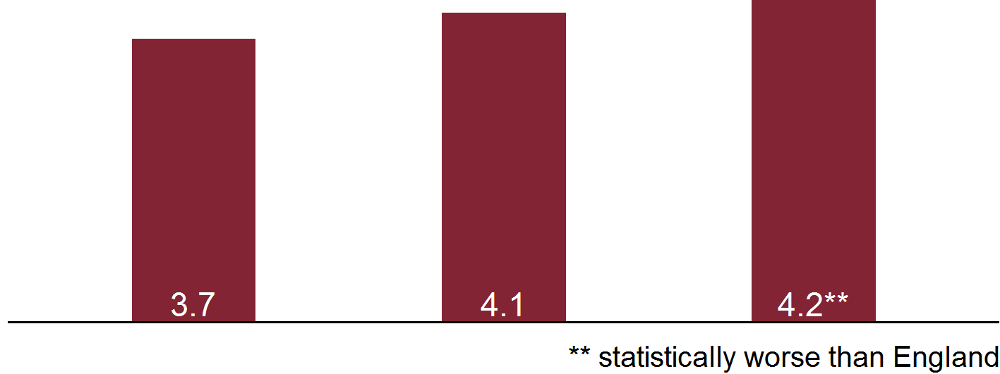 3.7 4.1 4.2**
** statistically worse than England